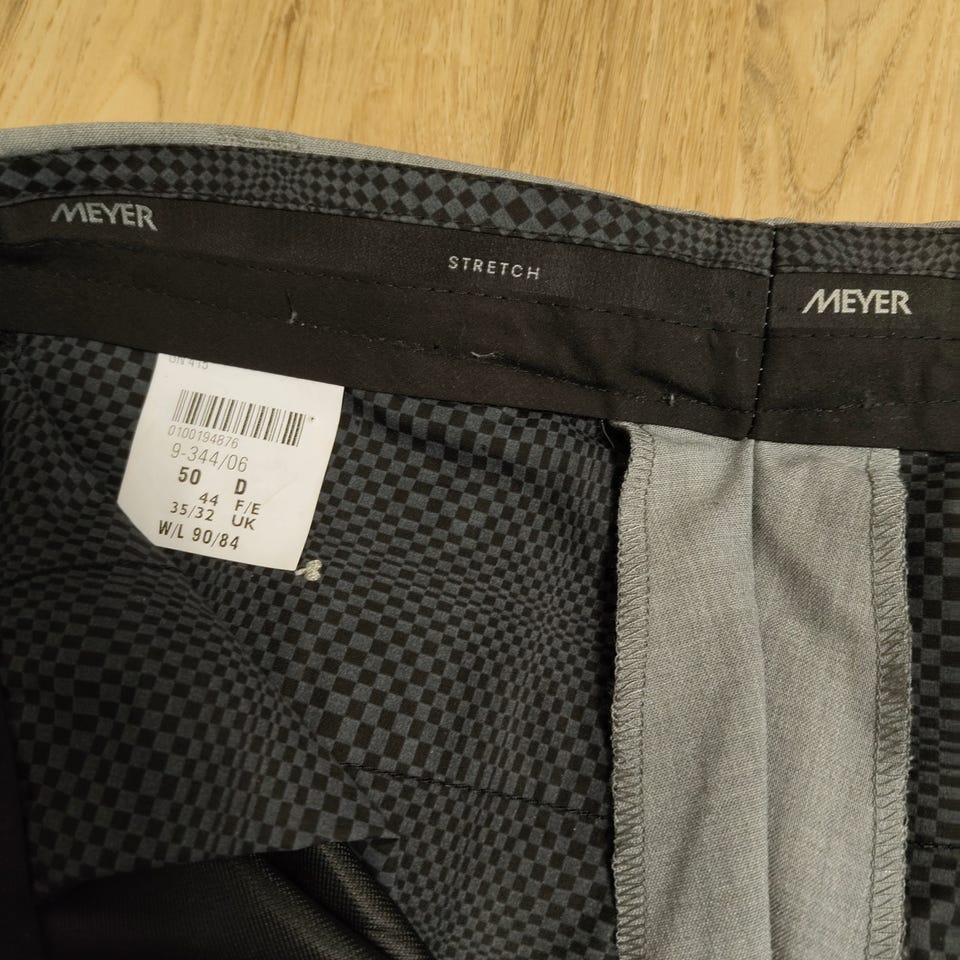 MEYER
STRETCH
MEYER
0100194876
9-344/06
50 D
44 F/E
35/32 UK
W/L 90/84